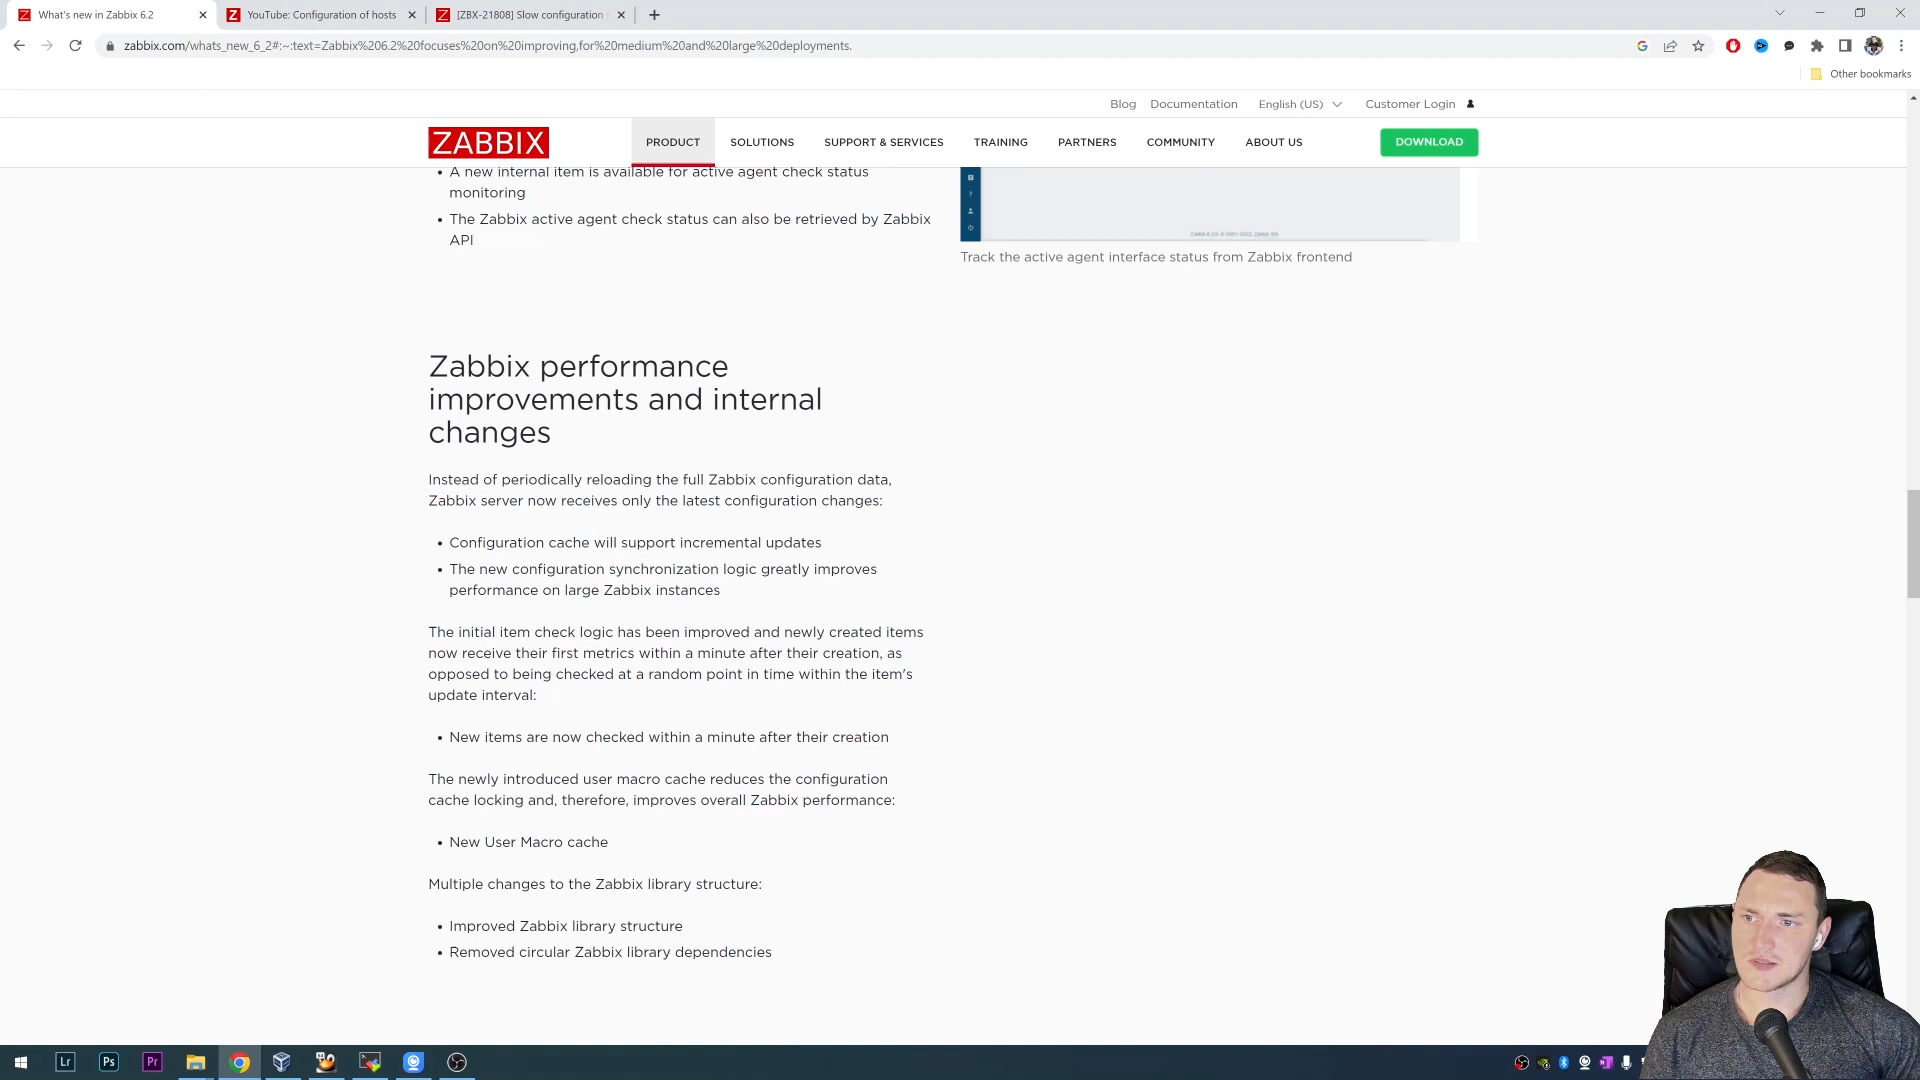 What's new in Zabbix 6.2
YouTube: Configuration of hosts
[ZBX-21808] Slow configuration
zabbix.com/whats_new_6_2#:~:text=Zabbix%206.2%20focuses%20on%20improving,for%20medium%20and%20large%20deployments.
Other bookmarks
Blog Documentation English (US) Customer Login
ZABBIX PRODUCT SOLUTIONS SUPPORT & SERVICES TRAINING PARTNERS COMMUNITY ABOUT US DOWNLOAD
• A new internal item is available for active agent check status
monitoring
• The Zabbix active agent check status can also be retrieved by Zabbix
API
Track the active agent interface status from Zabbix frontend
Zabbix performance
improvements and internal
changes
Instead of periodically reloading the full Zabbix configuration data,
Zabbix server now receives only the latest configuration changes:
• Configuration cache will support incremental updates
• The new configuration synchronization logic greatly improves
performance on large Zabbix instances
The initial item check logic has been improved and newly created items
now receive their first metrics within a minute after their creation, as
opposed to being checked at a random point in time within the item's
update interval:
• New items are now checked within a minute after their creation
The newly introduced user macro cache reduces the configuration
cache locking and, therefore, improves overall Zabbix performance:
• New User Macro cache
Multiple changes to the Zabbix library structure:
• Improved Zabbix library structure
• Removed circular Zabbix library dependencies
Lr Ps Pr